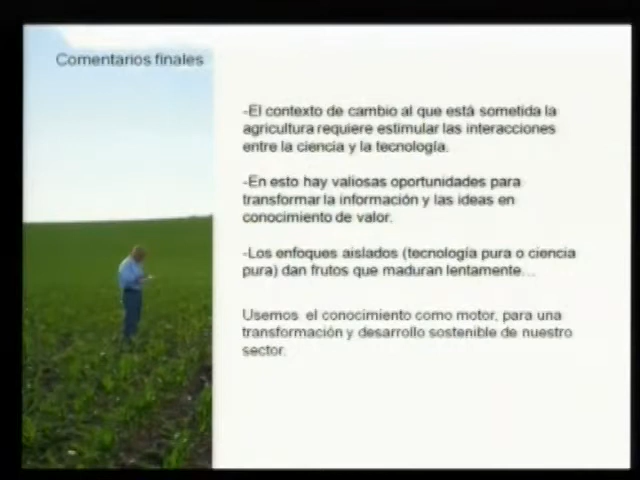 Comentarios finales
-El contexto de cambio al que está sometida la
agricultura requiere estimular las interacciones
entre la ciencia y la tecnología.
-En esto hay valiosas oportunidades para
transformar la información y las ideas en
conocimiento de valor.
-Los enfoques aislados (tecnología pura o ciencia
pura) dan frutos que maduran lentamente...
Usemos el conocimiento como motor, para una
transformación y desarrollo sostenible de nuestro
sector.